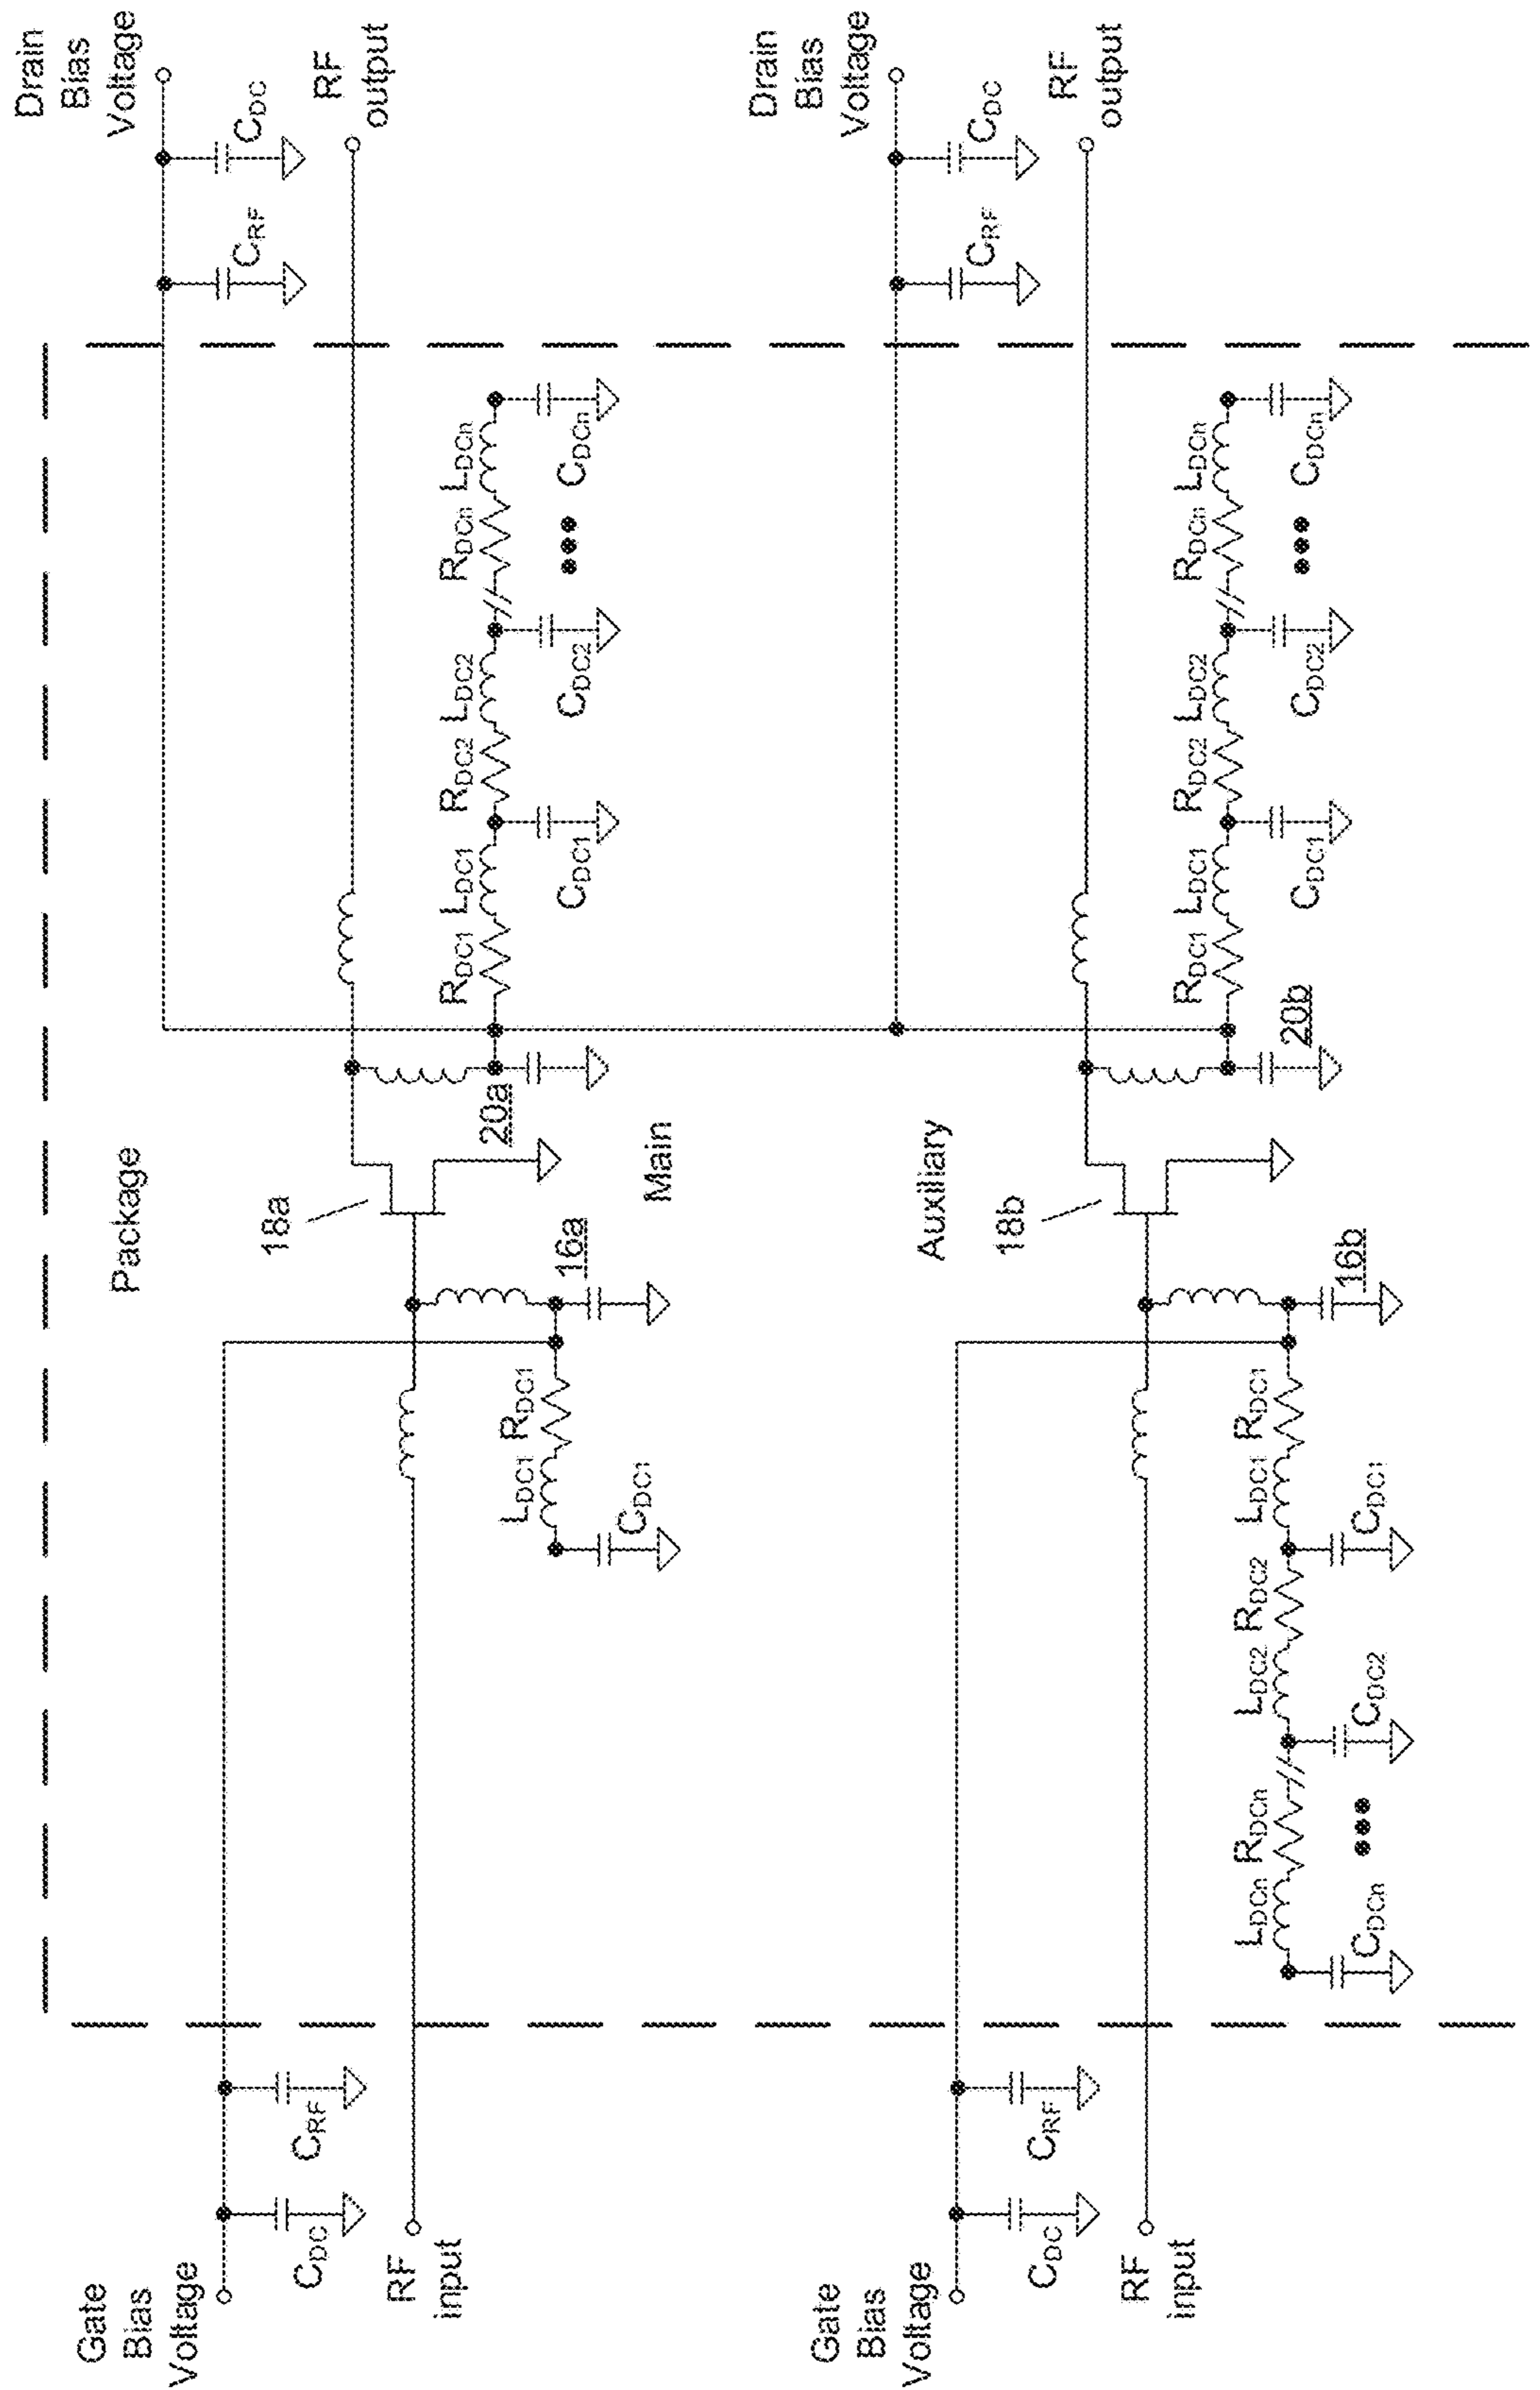 Package
Gate
Bias
Voltage
C_DC
C_RF
RF
input
L_DC1
R_DC1
C_DC1
16a
18a
20a
Main
R_DC1
L_DC1
R_DC2
L_DC2
R_DCn
L_DCn
C_DC1
C_DC2
•••
C_DCn
Drain
Bias
Voltage
C_RF
C_DC
RF
output
Auxiliary
Gate
Bias
Voltage
C_DC
C_RF
RF
input
L_DCn
R_DCn
L_DC2
R_DC2
L_DC1
R_DC1
C_DCn
•••
C_DC2
C_DC1
16b
18b
20b
R_DC1
L_DC1
R_DC2
L_DC2
R_DCn
L_DCn
C_DC1
C_DC2
•••
C_DCn
Drain
Bias
Voltage
C_RF
C_DC
RF
output